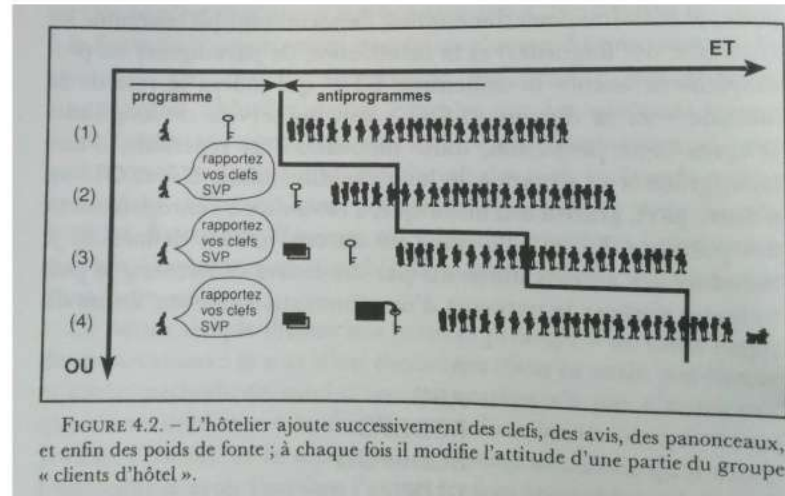 ET
programme
antiprogrammes
(1)
rapportez
vos clefs
SVP
(2)
rapportez
vos clefs
SVP
(3)
rapportez
vos clefs
SVP
(4)
OU
FIGURE 4.2. – L'hôtelier ajoute successivement des clefs, des avis, des panonceaux,
et enfin des poids de fonte ; à chaque fois il modifie l'attitude d'une partie du groupe
« clients d'hôtel ».